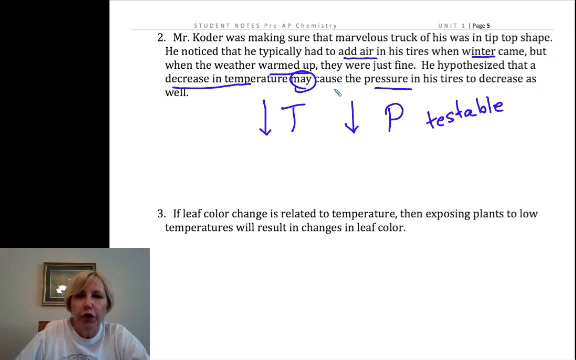 STUDENT NOTES Pre-AP Chemistry UNIT 1 | Page 5
2. Mr. Koder was making sure that marvelous truck of his was in tip top shape.
He noticed that he typically had to add air in his tires when winter came, but
when the weather warmed up, they were just fine. He hypothesized that a
decrease in temperature may cause the pressure in his tires to decrease as
well.
↓ T ↓ P testable
3. If leaf color change is related to temperature, then exposing plants to low
temperatures will result in changes in leaf color.